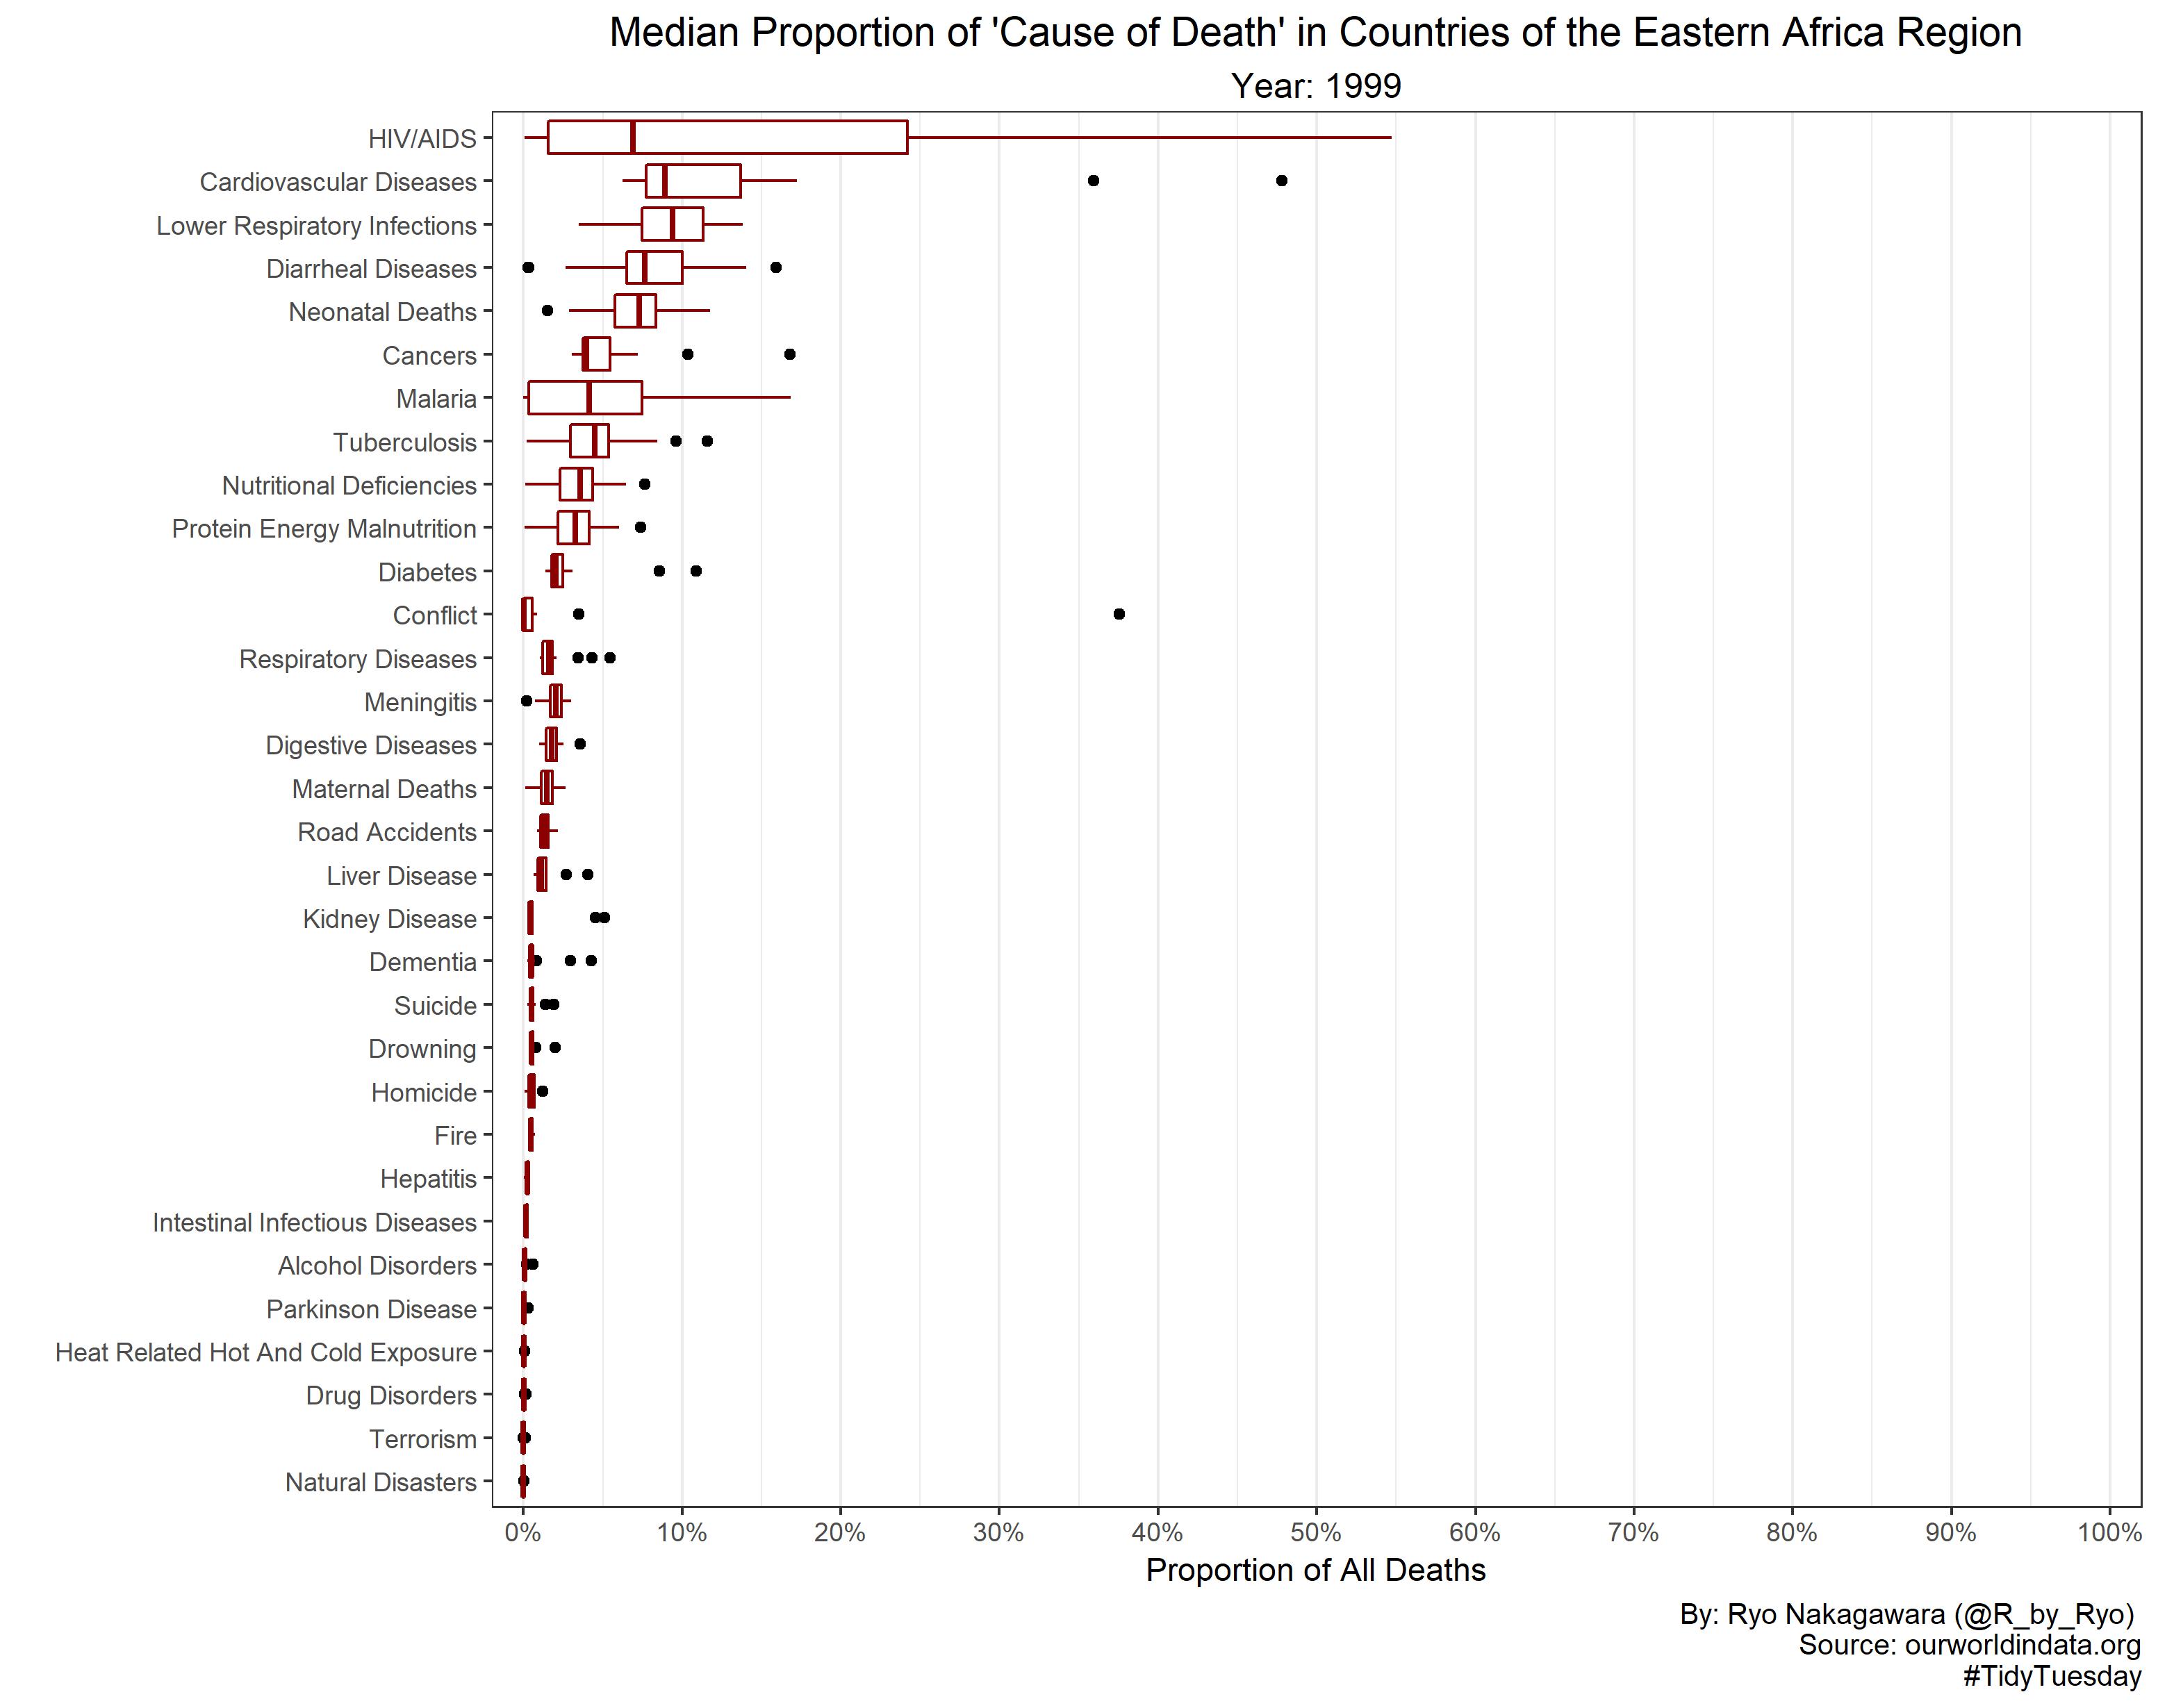 Median Proportion of 'Cause of Death' in Countries of the Eastern Africa Region
Year: 1999
HIV/AIDS
Cardiovascular Diseases
Lower Respiratory Infections
Diarrheal Diseases
Neonatal Deaths
Cancers
Malaria
Tuberculosis
Nutritional Deficiencies
Protein Energy Malnutrition
Diabetes
Conflict
Respiratory Diseases
Meningitis
Digestive Diseases
Maternal Deaths
Road Accidents
Liver Disease
Kidney Disease
Dementia
Suicide
Drowning
Homicide
Fire
Hepatitis
Intestinal Infectious Diseases
Alcohol Disorders
Parkinson Disease
Heat Related Hot And Cold Exposure
Drug Disorders
Terrorism
Natural Disasters
0% 10% 20% 30% 40% 50% 60% 70% 80% 90% 100%
Proportion of All Deaths
By: Ryo Nakagawara (@R_by_Ryo)
Source: ourworldindata.org
#TidyTuesday